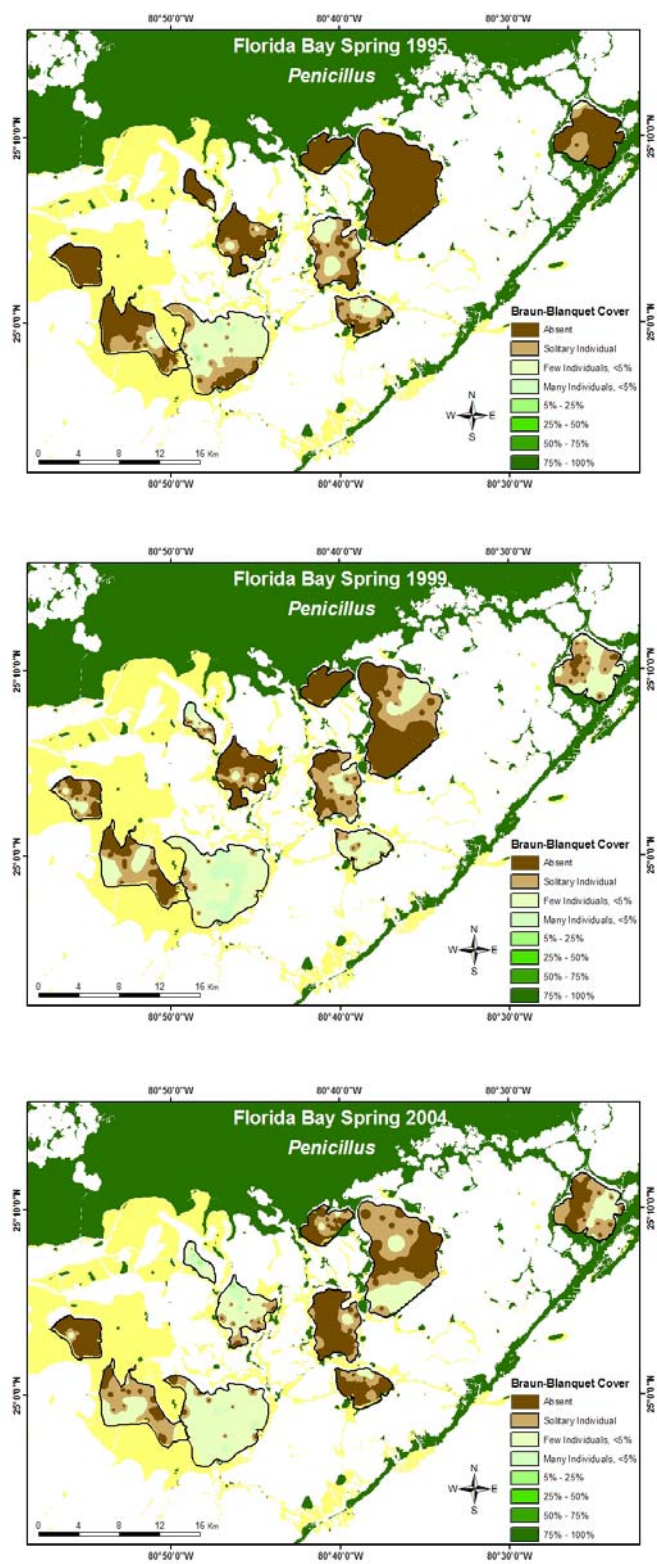 80°50'0"W 80°40'0"W 80°30'0"W
Florida Bay Spring 1995
Penicillus
25°10'0"N 25°10'0"N
25°0'0"N 25°0'0"N
Braun-Blanquet Cover
Absent
Solitary Individual
Few Individuals, <5%
Many Individuals, <5%
5% - 25%
25% - 50%
50% - 75%
75% - 100%
N
W E
S
0 4 8 12 16 Km
80°50'0"W 80°40'0"W 80°30'0"W
80°50'0"W 80°40'0"W 80°30'0"W
Florida Bay Spring 1999
Penicillus
25°10'0"N 25°10'0"N
25°0'0"N 25°0'0"N
Braun-Blanquet Cover
Absent
Solitary Individual
Few Individuals, <5%
Many Individuals, <5%
5% - 25%
25% - 50%
50% - 75%
75% - 100%
N
W E
S
0 4 8 12 16 Km
80°50'0"W 80°40'0"W 80°30'0"W
80°50'0"W 80°40'0"W 80°30'0"W
Florida Bay Spring 2004
Penicillus
25°10'0"N 25°10'0"N
25°0'0"N 25°0'0"N
Braun-Blanquet Cover
Absent
Solitary Individual
Few Individuals, <5%
Many Individuals, <5%
5% - 25%
25% - 50%
50% - 75%
75% - 100%
N
W E
S
0 4 8 12 16 Km
80°50'0"W 80°40'0"W 80°30'0"W